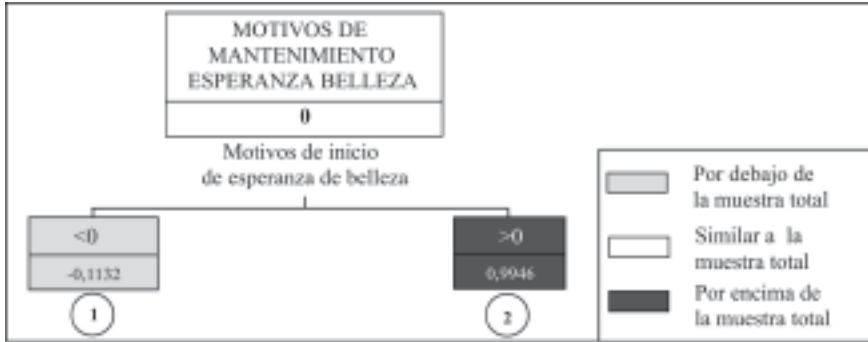 MOTIVOS DE
MANTENIMIENTO
ESPERANZA BELLEZA
0
Motivos de inicio
de esperanza de belleza
<0
-0,1132
1
>0
0,9946
2
Por debajo de
la muestra total
Similar a la
muestra total
Por encima de
la muestra total